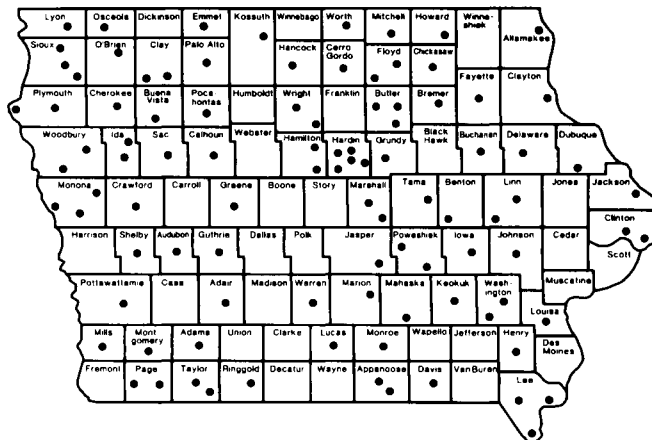 Lyon Osceola Dickinson Emmet Kossuth Winnebago Worth Mitchell Howard Winne-
shiek Allamakee
Sioux O'Brien Clay Palo Alto Hancock Cerro
Gordo Floyd Chickasaw
Fayette Clayton
Plymouth Cherokee Buena
Vista Poca-
hontas Humboldt Wright Franklin Butler Bremer
Woodbury Ida Sac Calhoun Webster Hamilton Hardin Grundy Black
Hawk Buchanan Delaware Dubuque
Monona Crawford Carroll Greene Boone Story Marshall Tama Benton Linn Jones Jackson
Clinton
Harrison Shelby Audubon Guthrie Dallas Polk Jasper Poweshiek Iowa Johnson Cedar
Scott
Pottawattamie Cass Adair Madison Warren Marion Mahaska Keokuk Wash-
ington Muscatine
Louisa
Mills Mont
gomery Adams Union Clarke Lucas Monroe Wapello Jefferson Henry Des
Moines
Fremont Page Taylor Ringgold Decatur Wayne Appanoose Davis Van Buren Lee